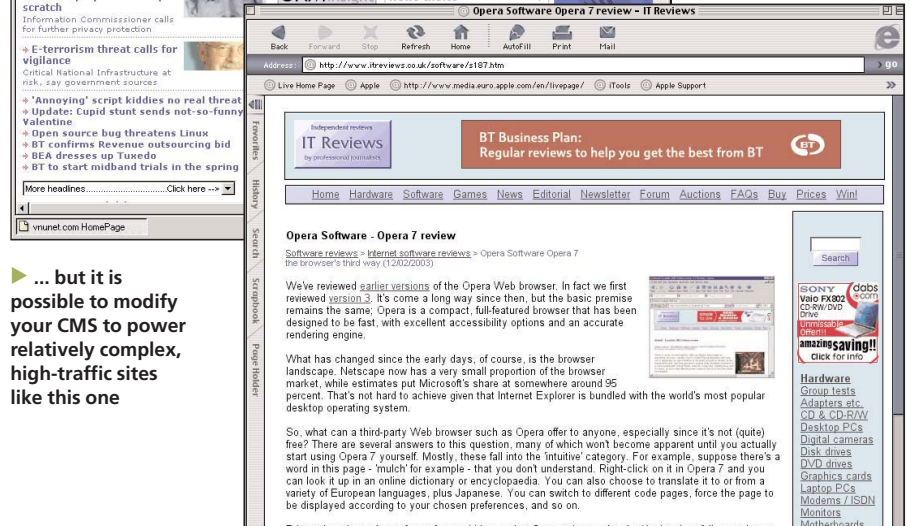 scratch
Information Commisssioner calls
for further privacy protection
E-terrorism threat calls for
vigilance
Critical National Infrastructure at
risk, say government sources
'Annoying' script kiddies no real threat
Update: Cupid stunt sends not-so-funny
Valentine
Open source bug threatens Linux
BT confirms Revenue outsourcing bid
BEA dresses up Tuxedo
BT to start midband trials in the spring
More headlines..............................Click here -->
vnunet.com HomePage
... but it is
possible to modify
your CMS to power
relatively complex,
high-traffic sites
like this one
Opera Software Opera 7 review - IT Reviews
Back Forward Stop Refresh Home AutoFill Print Mail
Address: http://www.itreviews.co.uk/software/s187.htm go
Live Home Page Apple http://www.media.euro.apple.com/en/livepage/ iTools Apple Support
Favorites
History
Search
Scrapbook
Page Holder
Independent reviews
IT Reviews
by professional journalists
BT Business Plan:
Regular reviews to help you get the best from BT
BT
Home Hardware Software Games News Editorial Newsletter Forum Auctions FAQs Buy Prices Win!
Opera Software - Opera 7 review
Software reviews > Internet software reviews > Opera Software Opera 7
the browser's third way (12/02/2003)
We've reviewed earlier versions of the Opera Web browser. In fact we first
reviewed version 3. It's come a long way since then, but the basic premise
remains the same; Opera is a compact, full-featured browser that has been
designed to be fast, with excellent accessibility options and an accurate
rendering engine.
What has changed since the early days, of course, is the browser
landscape. Netscape now has a very small proportion of the browser
market, while estimates put Microsoft's share at somewhere around 95
percent. That's not hard to achieve given that Internet Explorer is bundled with the world's most popular
desktop operating system.
So, what can a third-party Web browser such as Opera offer to anyone, especially since it's not (quite)
free? There are several answers to this question, many of which won't become apparent until you actually
start using Opera 7 yourself. Mostly, these fall into the 'intuitive' category. For example, suppose there's a
word in this page - 'mulch' for example - that you don't understand. Right-click on it in Opera 7 and you
can look it up in an online dictionary or encyclopaedia. You can also choose to translate it to or from a
variety of European languages, plus Japanese. You can switch to different code pages, force the page to
be displayed according to your chosen preferences, and so on.
Search
SONY dabs
Vaio FX802 .com
CD-RW/DVD
Drive
Unmissable
Offer!!
amazing saving!!
Click for info
Hardware
Group tests
Adapters etc.
CD & CD-R/W
Desktop PCs
Digital cameras
Disk drives
DVD drives
Graphics cards
Laptop PCs
Modems / ISDN
Monitors
Motherboards